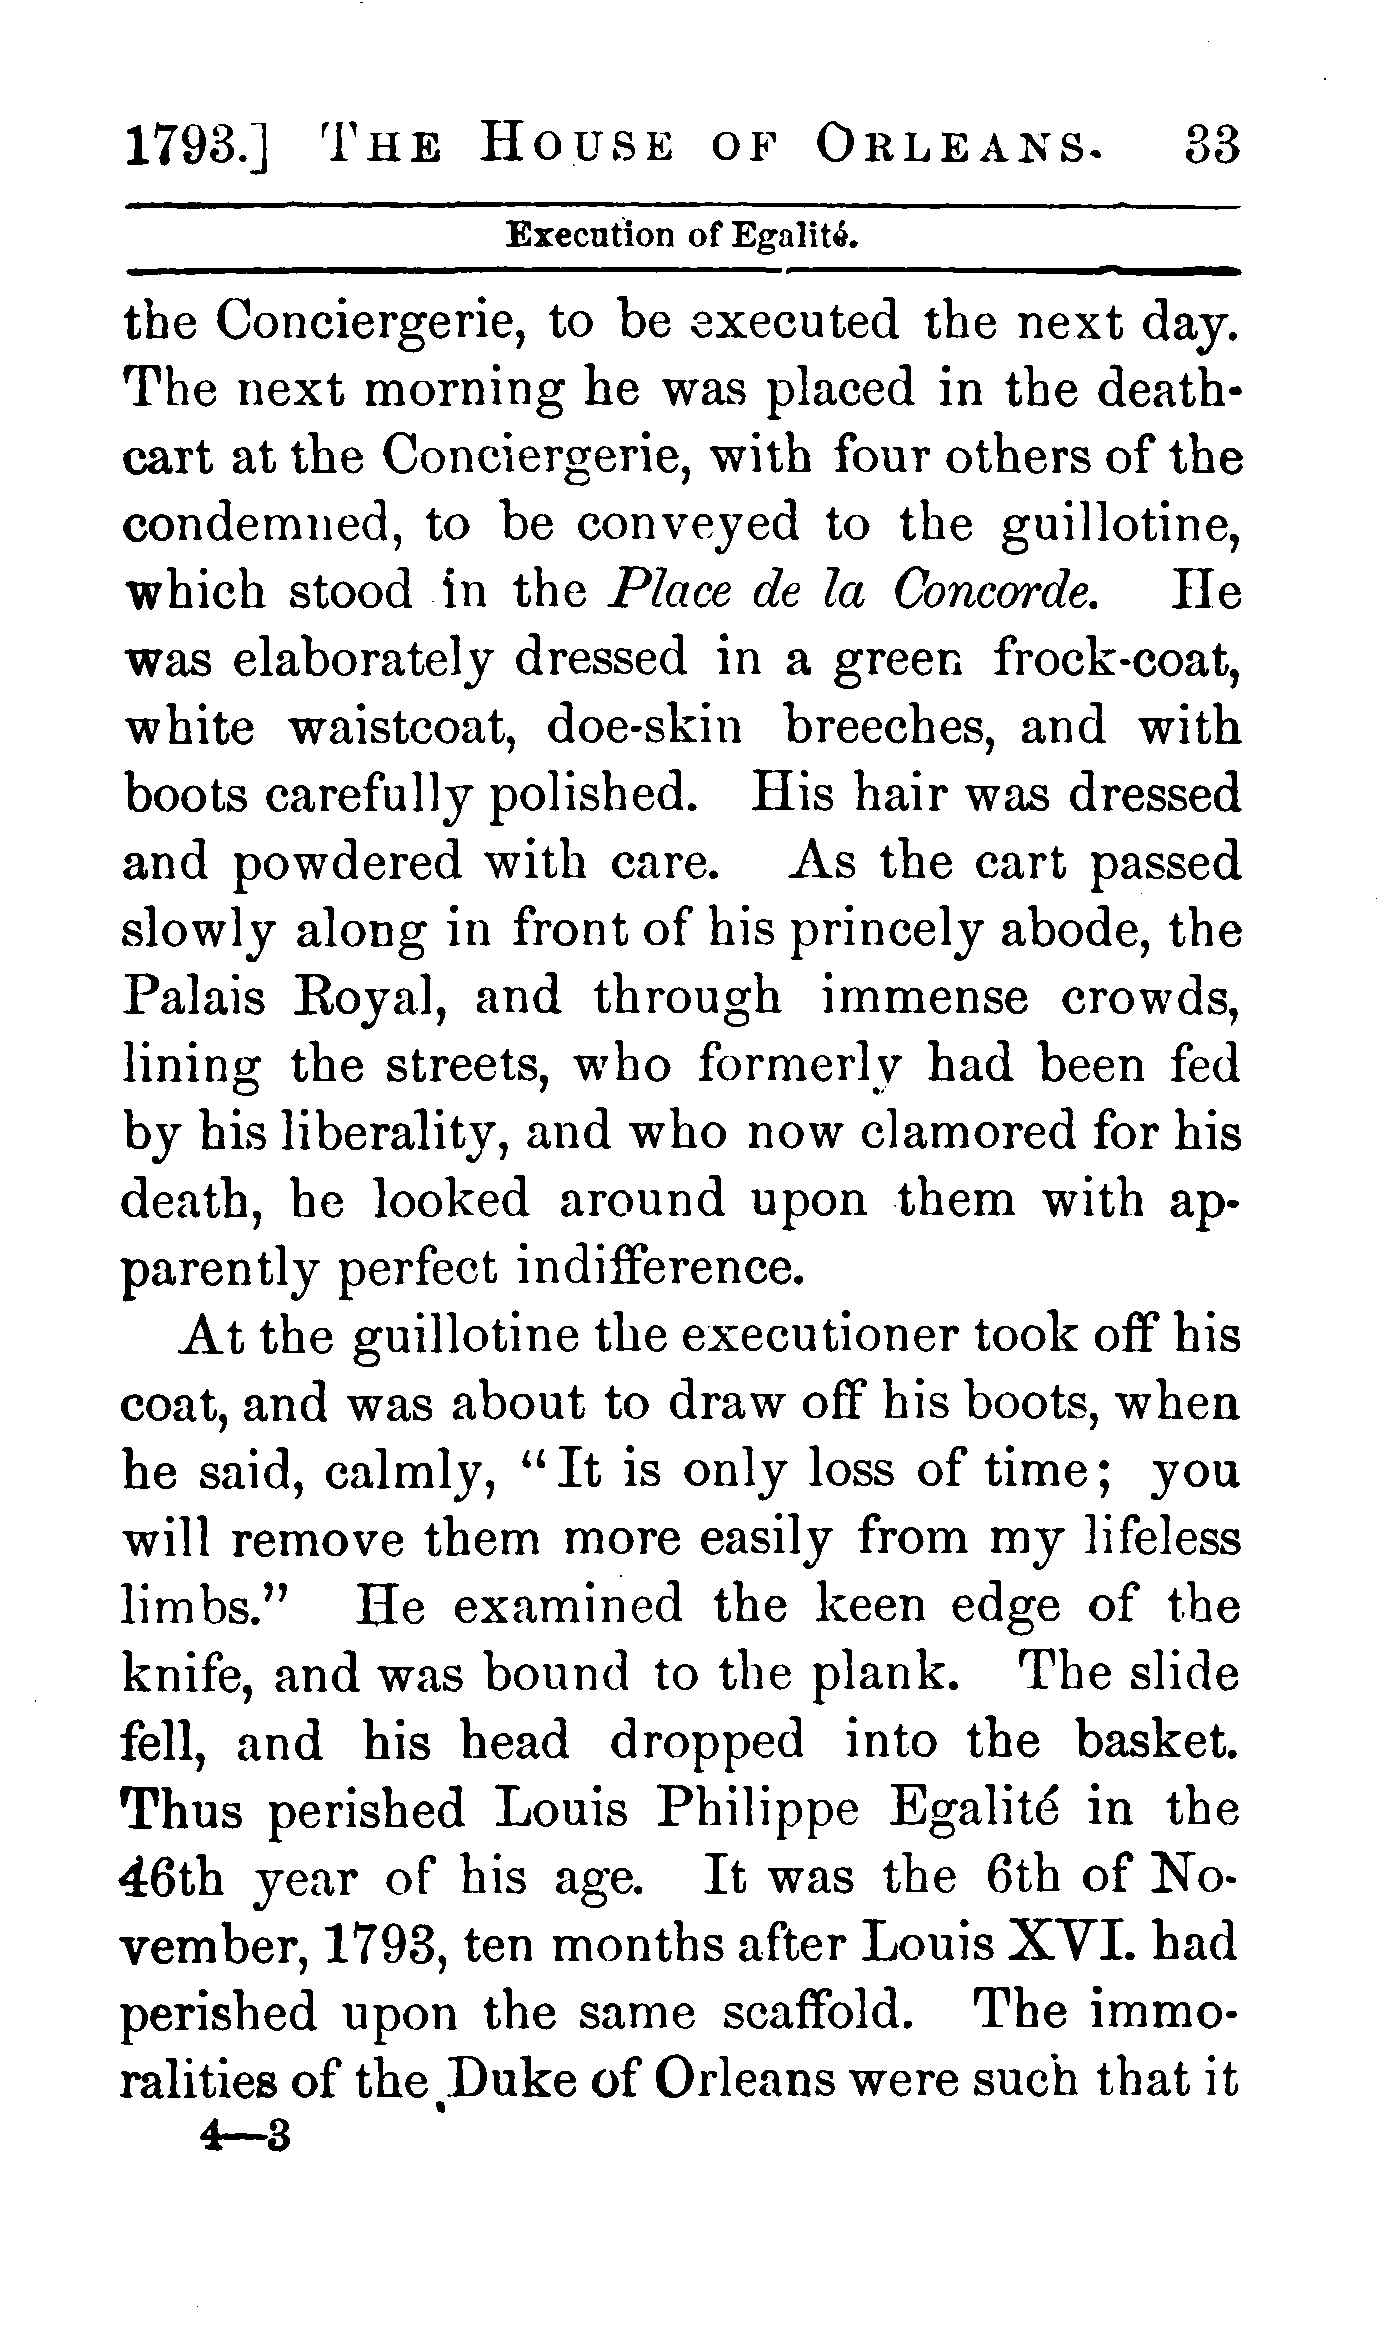 1793.] THE HOUSE OF ORLEANS. 33
Execution of Egalité.
the Conciergerie, to be executed the next day.
The next morning he was placed in the death-
cart at the Conciergerie, with four others of the
condemned, to be conveyed to the guillotine,
which stood in the Place de la Concorde. He
was elaborately dressed in a green frock-coat,
white waistcoat, doe-skin breeches, and with
boots carefully polished. His hair was dressed
and powdered with care. As the cart passed
slowly along in front of his princely abode, the
Palais Royal, and through immense crowds,
lining the streets, who formerly had been fed
by his liberality, and who now clamored for his
death, he looked around upon them with ap-
parently perfect indifference.
At the guillotine the executioner took off his
coat, and was about to draw off his boots, when
he said, calmly, "It is only loss of time; you
will remove them more easily from my lifeless
limbs." He examined the keen edge of the
knife, and was bound to the plank. The slide
fell, and his head dropped into the basket.
Thus perished Louis Philippe Egalité in the
46th year of his age. It was the 6th of No-
vember, 1793, ten months after Louis XVI. had
perished upon the same scaffold. The immo-
ralities of the Duke of Orleans were such that it
4—3